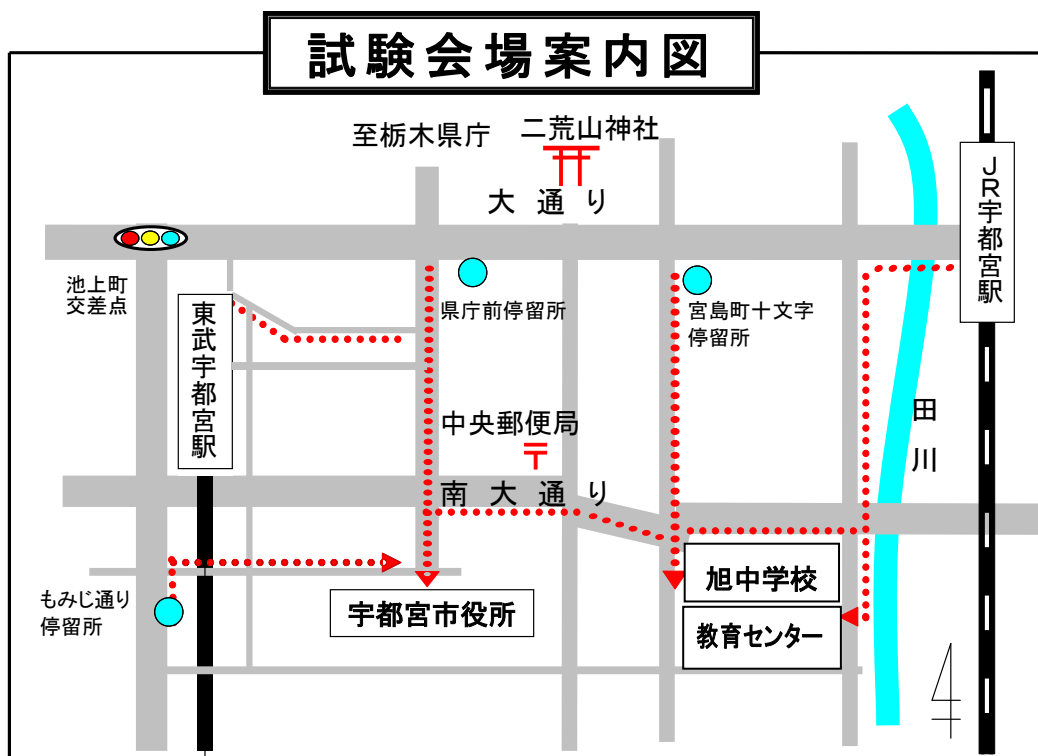 試験会場案内図
至栃木県庁
二荒山神社
大通り
JR宇都宮駅
池上町
交差点
県庁前停留所
宮島町十文字
停留所
東武宇都宮駅
田川
中央郵便局
〒
南大通り
もみじ通り
停留所
宇都宮市役所
旭中学校
教育センター